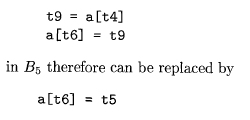 t9 = a[t4]
a[t6] = t9
in B₅ therefore can be replaced by
a[t6] = t5